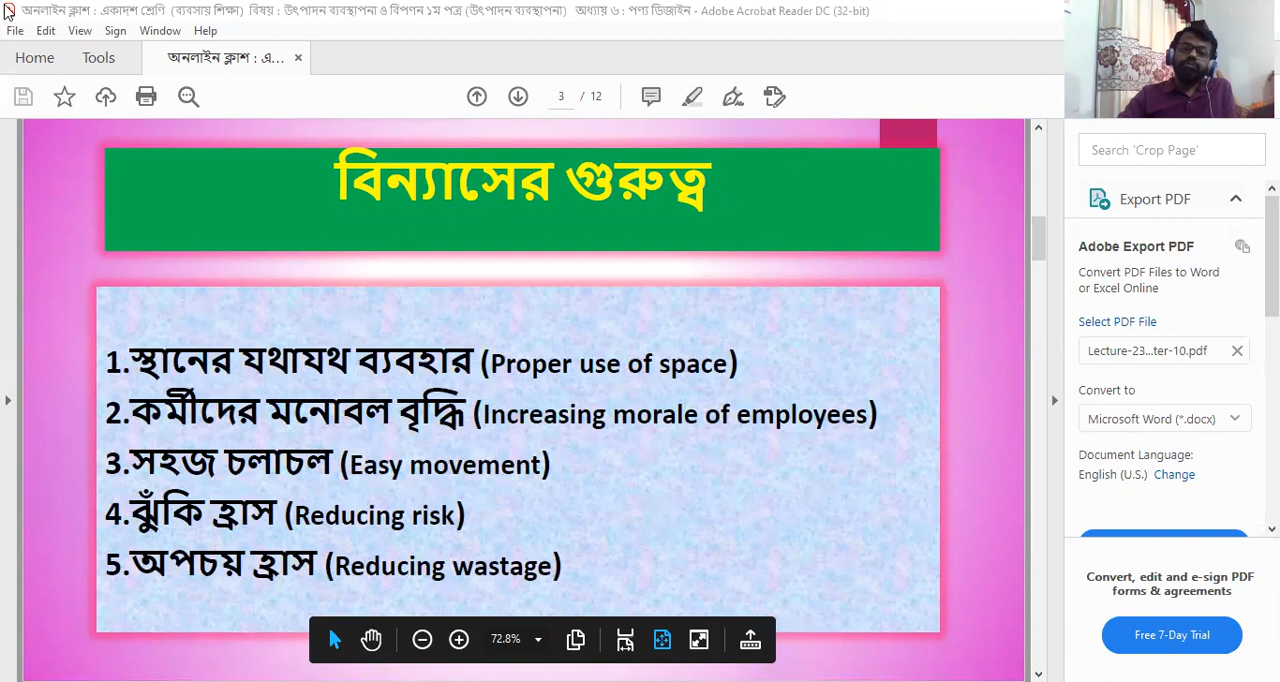 অনলাইন ক্লাশ : একাদশ শ্রেণি (ব্যবসায় শিক্ষা) বিষয় : উৎপাদন ব্যবস্থাপনা ও বিপণন ১ম পত্র (উৎপাদন ব্যবস্থাপনা) অধ্যায় ৬ : পণ্য ডিজাইন - Adobe Acrobat Reader DC (32-bit)
File Edit View Sign Window Help
Home Tools অনলাইন ক্লাশ : এ... ×
3 / 12
বিন্যাসের গুরুত্ব
1.স্থানের যথাযথ ব্যবহার (Proper use of space)
2.কর্মীদের মনোবল বৃদ্ধি (Increasing morale of employees)
3.সহজ চলাচল (Easy movement)
4.ঝুঁকি হ্রাস (Reducing risk)
5.অপচয় হ্রাস (Reducing wastage)
72.8%
Search 'Crop Page'
Export PDF
Adobe Export PDF
Convert PDF Files to Word
or Excel Online
Select PDF File
Lecture-23...ter-10.pdf
Convert to
Microsoft Word (*.docx)
Document Language:
English (U.S.) Change
Convert, edit and e-sign PDF
forms & agreements
Free 7-Day Trial